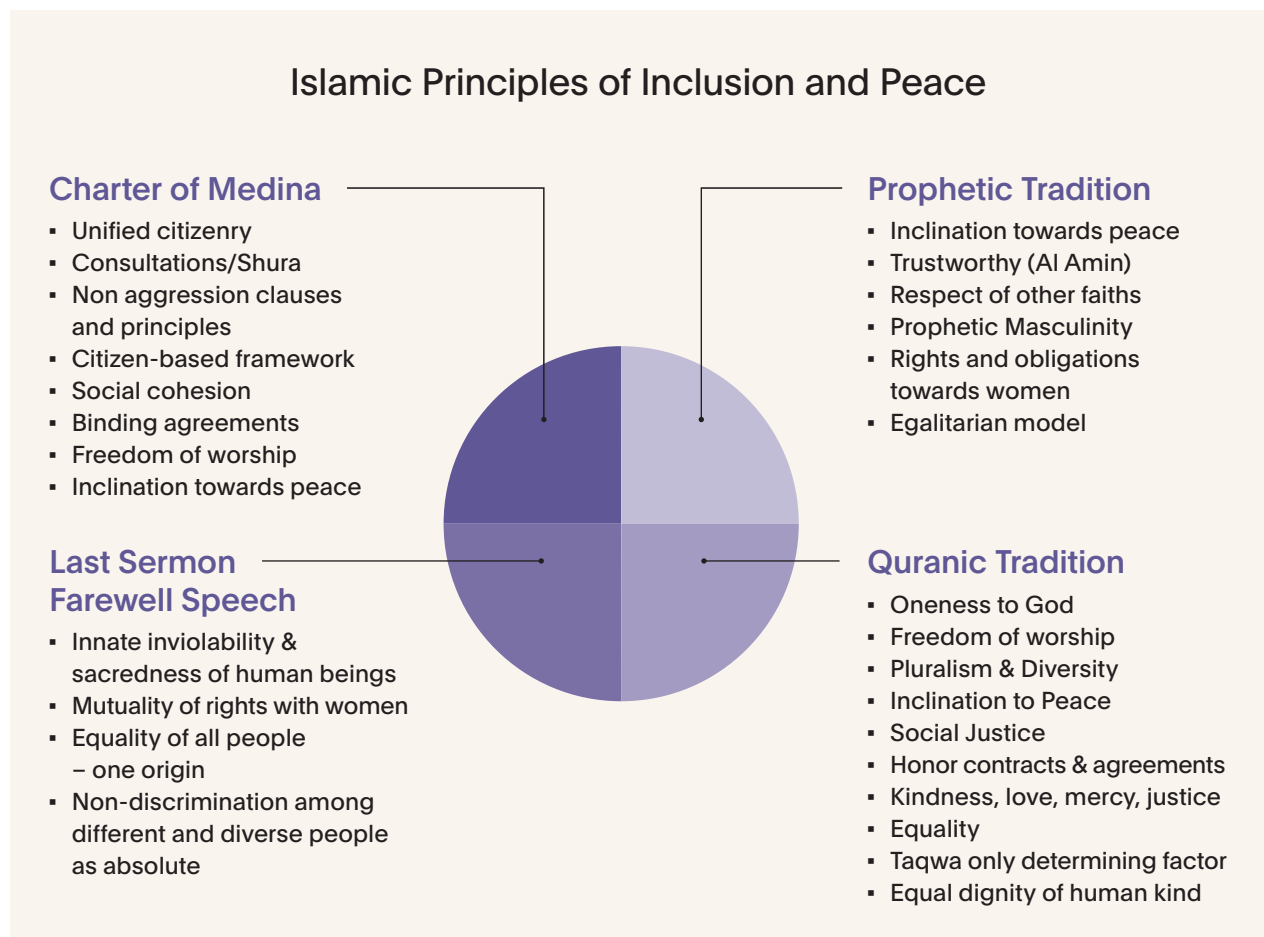 Islamic Principles of Inclusion and Peace
Charter of Medina
▪ Unified citizenry
▪ Consultations/Shura
▪ Non aggression clauses
and principles
▪ Citizen-based framework
▪ Social cohesion
▪ Binding agreements
▪ Freedom of worship
▪ Inclination towards peace
Prophetic Tradition
▪ Inclination towards peace
▪ Trustworthy (Al Amin)
▪ Respect of other faiths
▪ Prophetic Masculinity
▪ Rights and obligations
towards women
▪ Egalitarian model
Last Sermon
Farewell Speech
▪ Innate inviolability &
sacredness of human beings
▪ Mutuality of rights with women
▪ Equality of all people
– one origin
▪ Non-discrimination among
different and diverse people
as absolute
Quranic Tradition
▪ Oneness to God
▪ Freedom of worship
▪ Pluralism & Diversity
▪ Inclination to Peace
▪ Social Justice
▪ Honor contracts & agreements
▪ Kindness, love, mercy, justice
▪ Equality
▪ Taqwa only determining factor
▪ Equal dignity of human kind